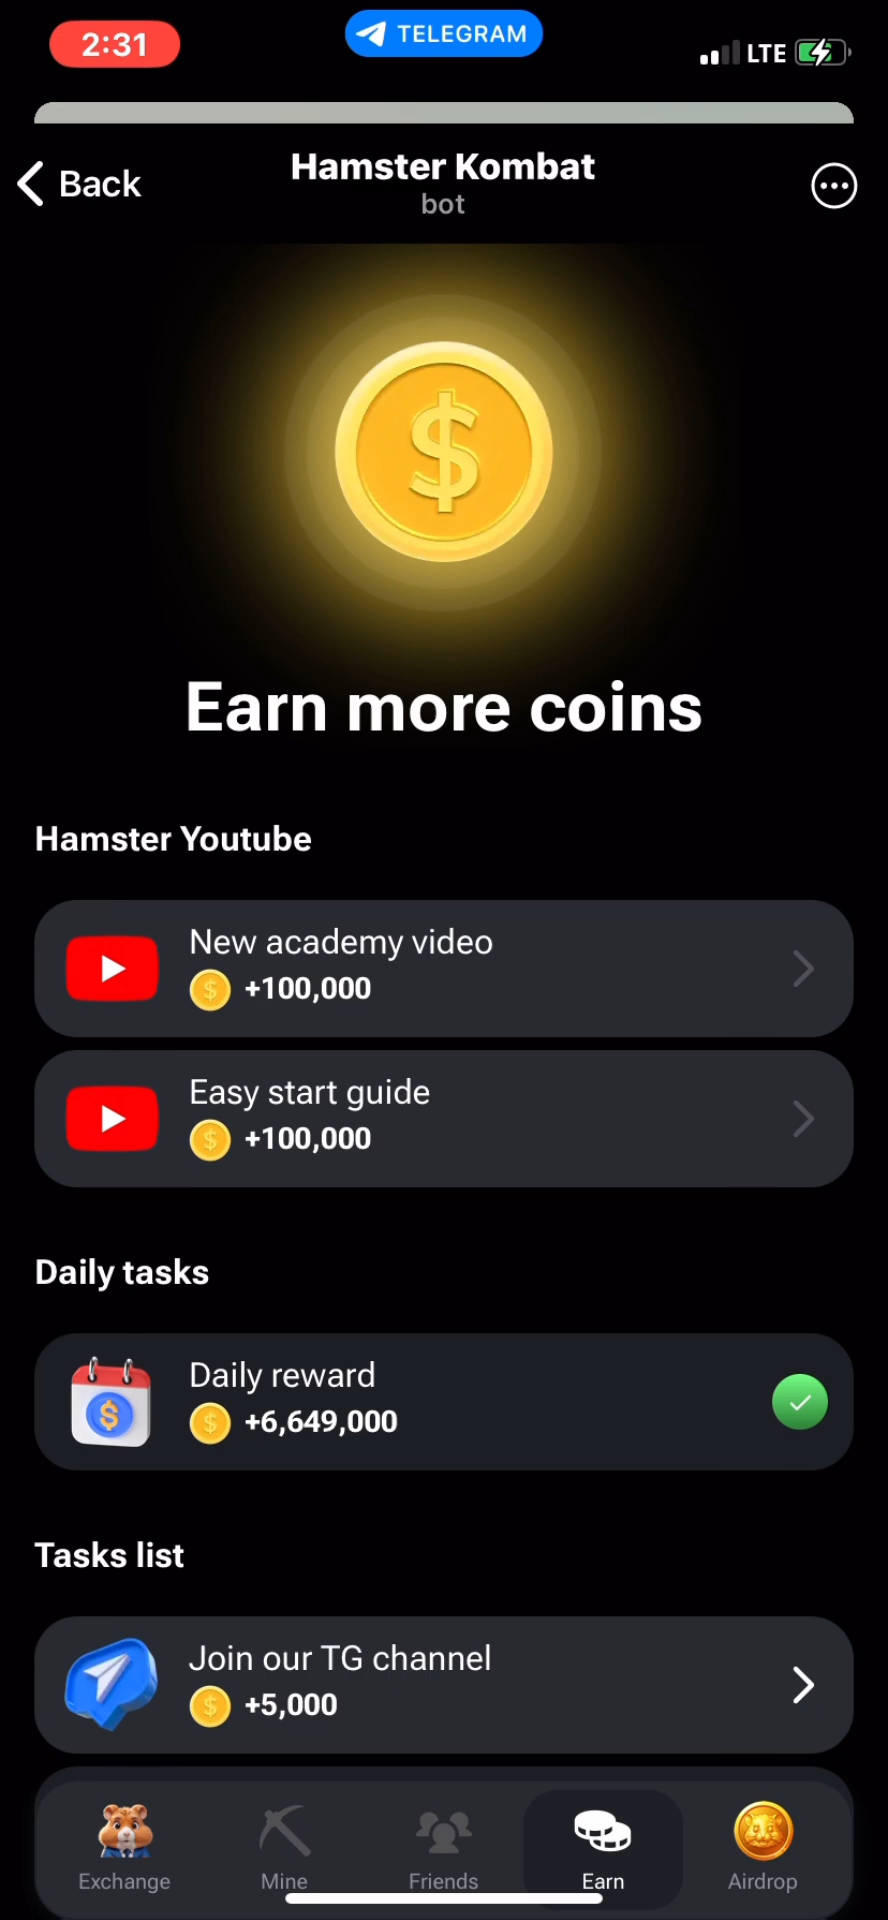 2:31
TELEGRAM
LTE
Back
Hamster Kombat
bot
$
Earn more coins
Hamster Youtube
New academy video
$ +100,000
Easy start guide
$ +100,000
Daily tasks
Daily reward
$
$ +6,649,000
Tasks list
Join our TG channel
$ +5,000
Exchange
Mine
Friends
Earn
Airdrop